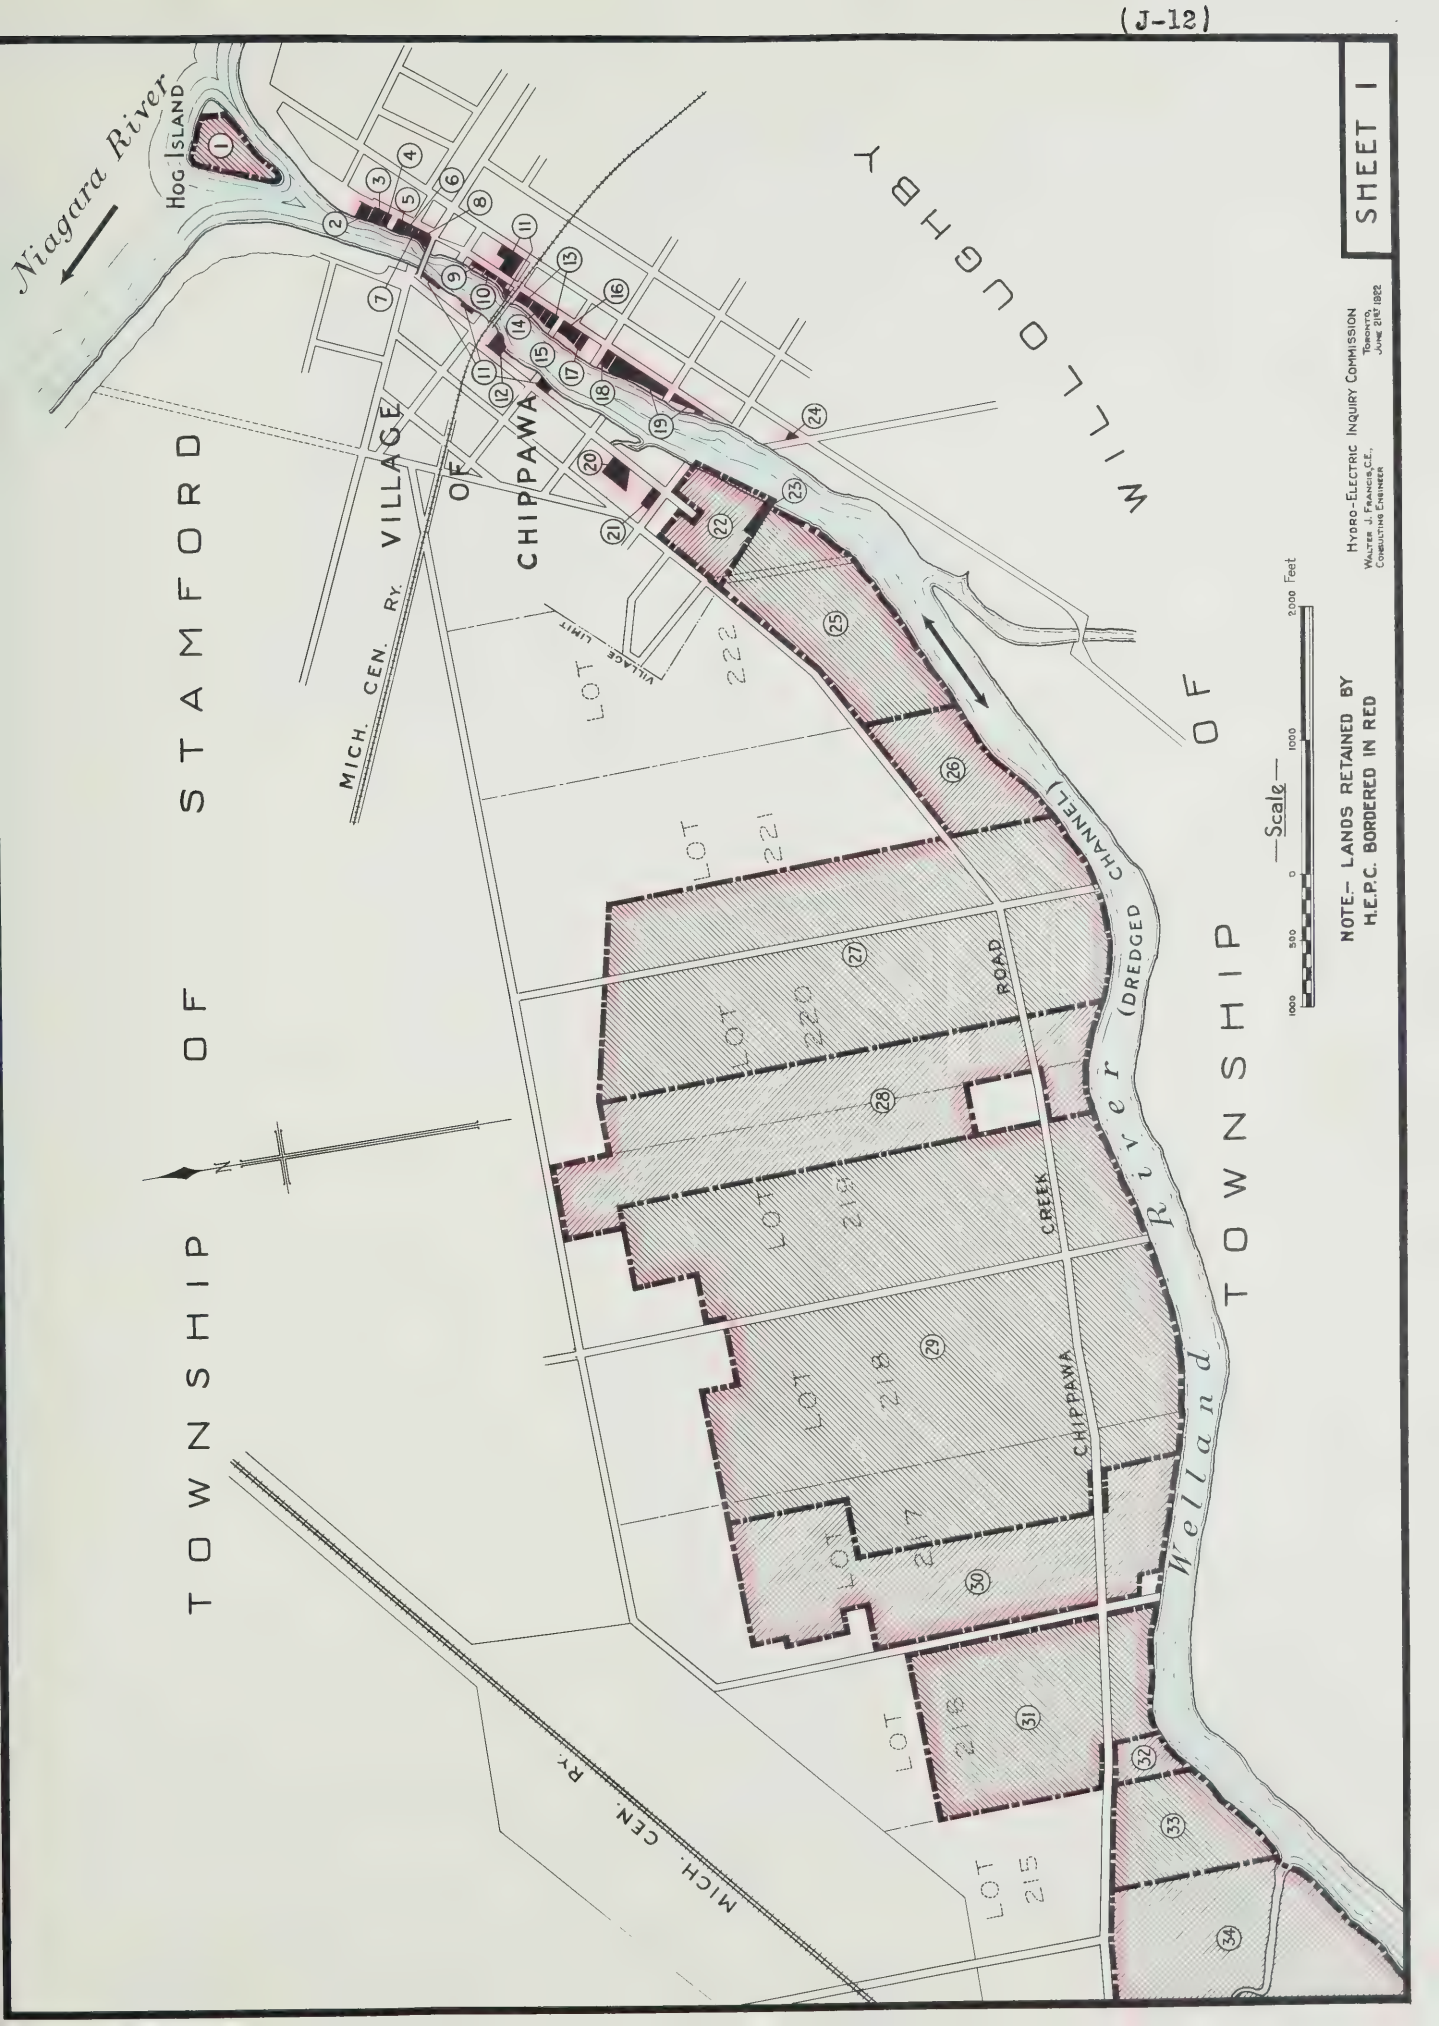 (J-12)
SHEET 1
Niagara River
HOG ISLAND
1
2
3
4
5
6
7
8
9
10
11
11
12
13
14
15
16
17
18
19
20
21
22
23
24
25
26
27
28
29
30
31
32
33
34
VILLAGE
OF
CHIPPAWA
MICH. CEN. RY.
VILLAGE LIMIT
TOWNSHIP OF STAMFORD
TOWNSHIP OF WILLOUGHBY
N
LOT 222
LOT 221
LOT 220
LOT 219
LOT 218
LOT 217
LOT 218
LOT 215
CHIPPAWA CREEK ROAD
Welland River (DREDGED CHANNEL)
MICH. CEN. RY.
Scale
1000 500 0 1000 2000 Feet
NOTE.- LANDS RETAINED BY
H.E.P.C. BORDERED IN RED
HYDRO-ELECTRIC INQUIRY COMMISSION
WALTER J. FRANCIS, C.E.,
CONSULTING ENGINEER
TORONTO,
JUNE 21ST 1922